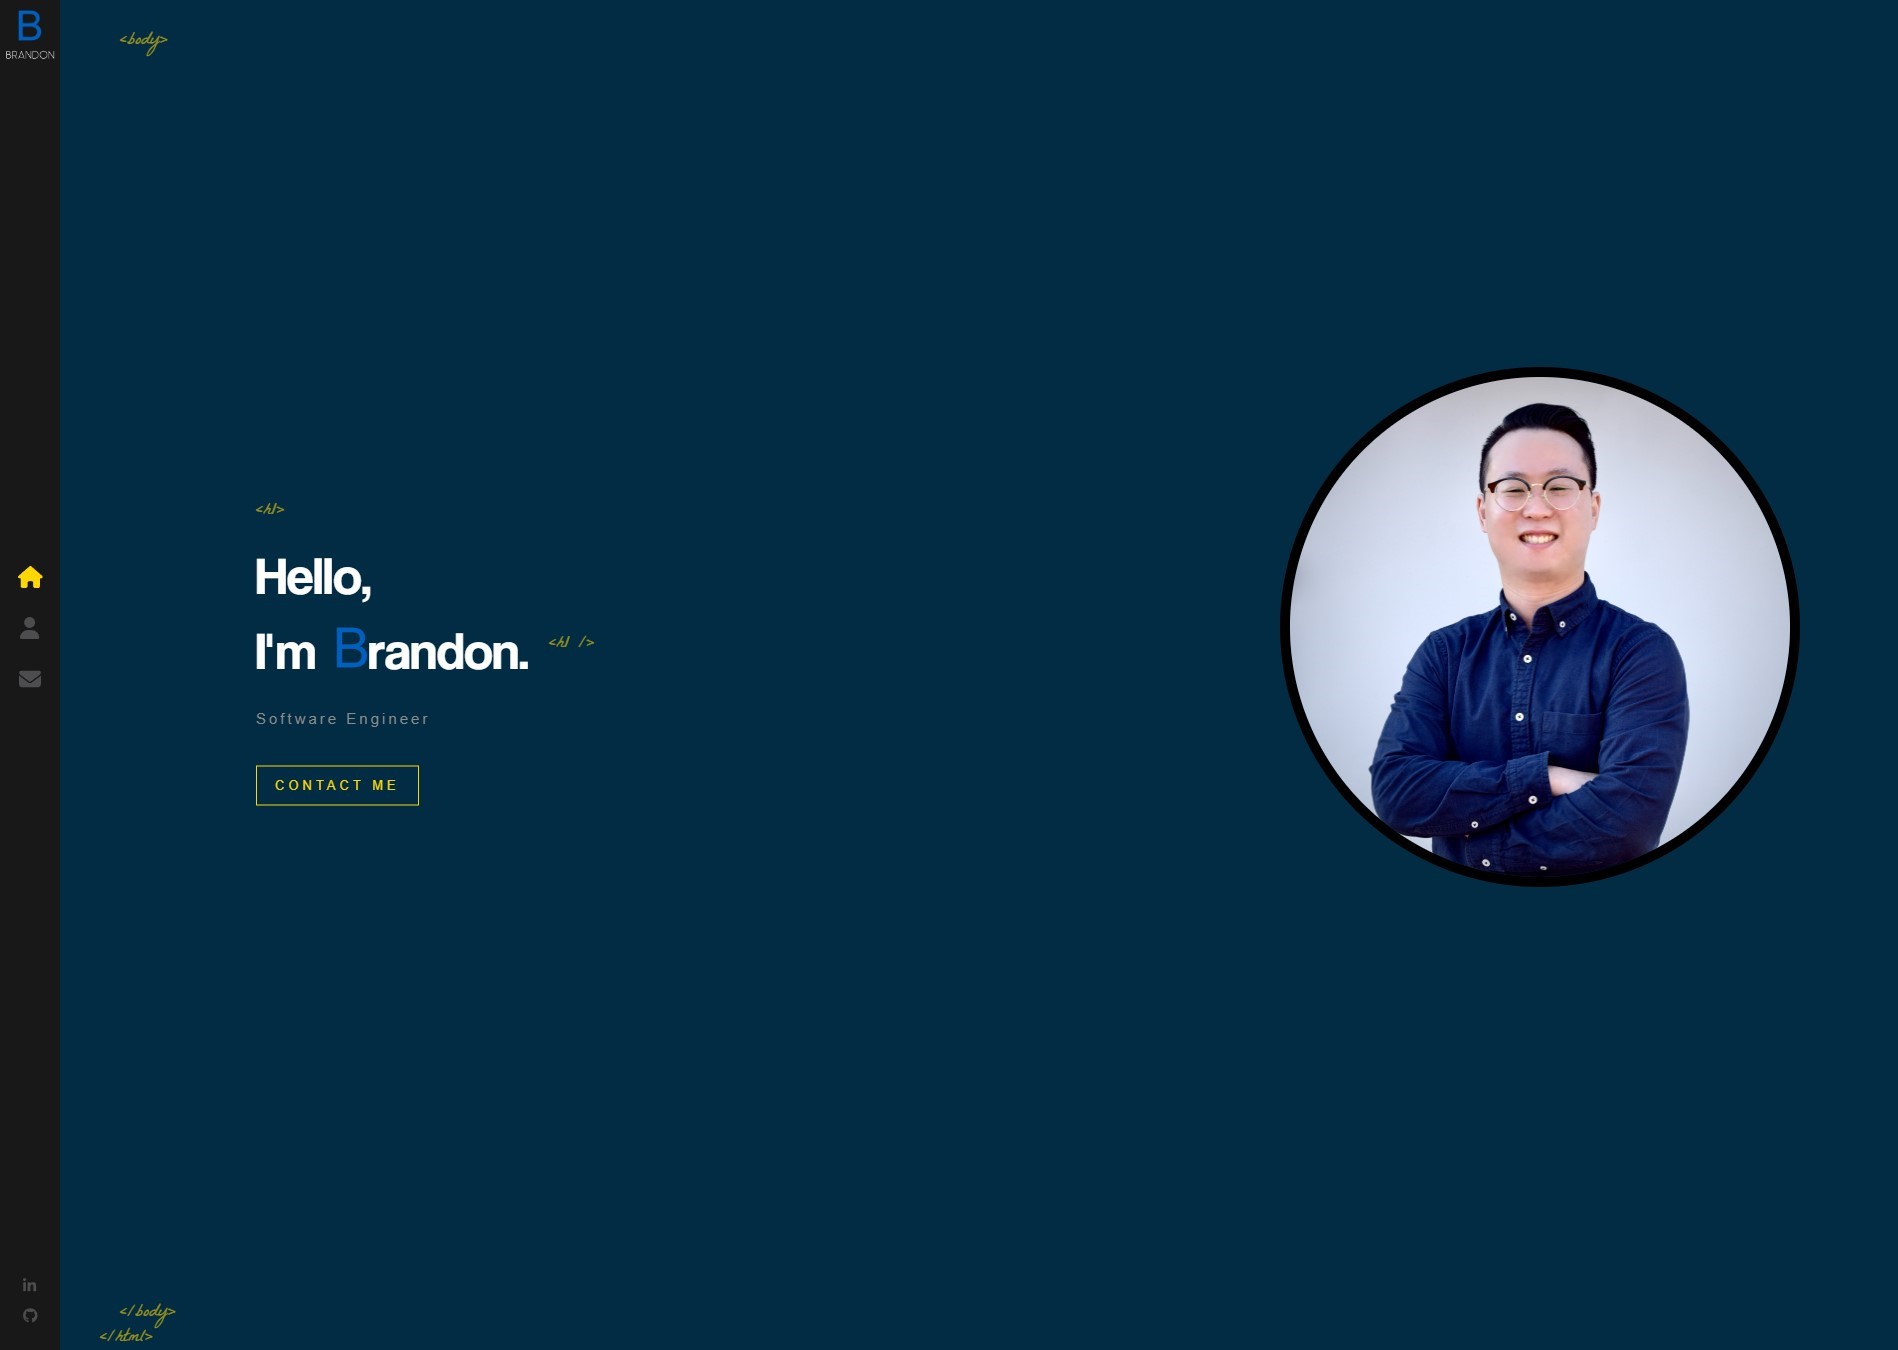 B
BRANDON
<body>
<h1>
Hello,
I'm Brandon. <h1 />
Software Engineer
CONTACT ME
in
</body>
</html>